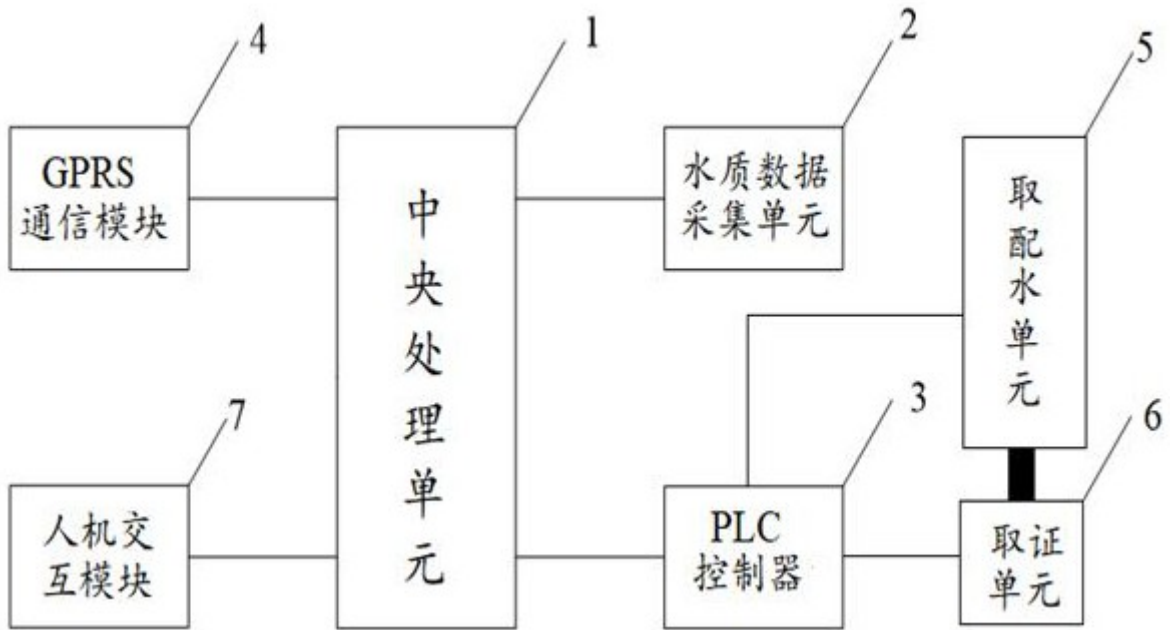 4
1
2
5
GPRS
通信模块
中央处理单元
水质数据
采集单元
取配水单元
7
3
6
人机交
互模块
PLC
控制器
取证
单元